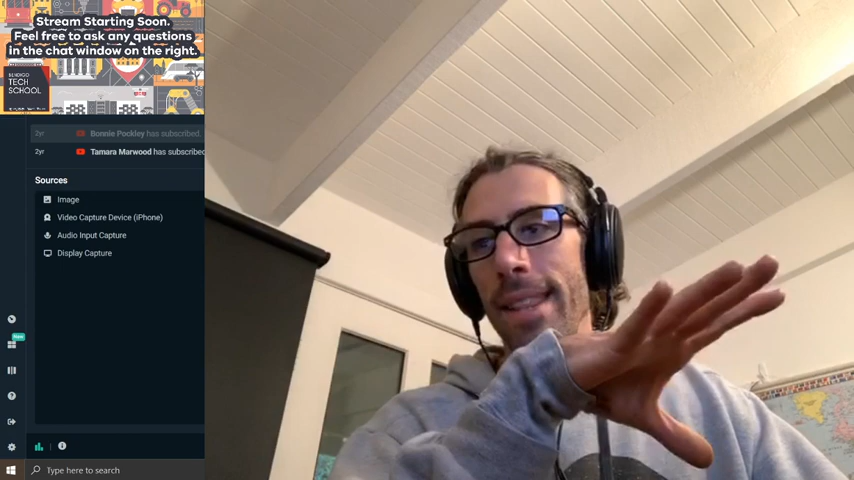 Stream Starting Soon.
Feel free to ask any questions
in the chat window on the right.
BENDIGO
TECH
SCHOOL
2yr Bonnie Pookley has subscribed.
2yr Tamara Marwood has subscribed
Sources
Image
Video Capture Device (iPhone)
Audio Input Capture
Display Capture
New
Type here to search